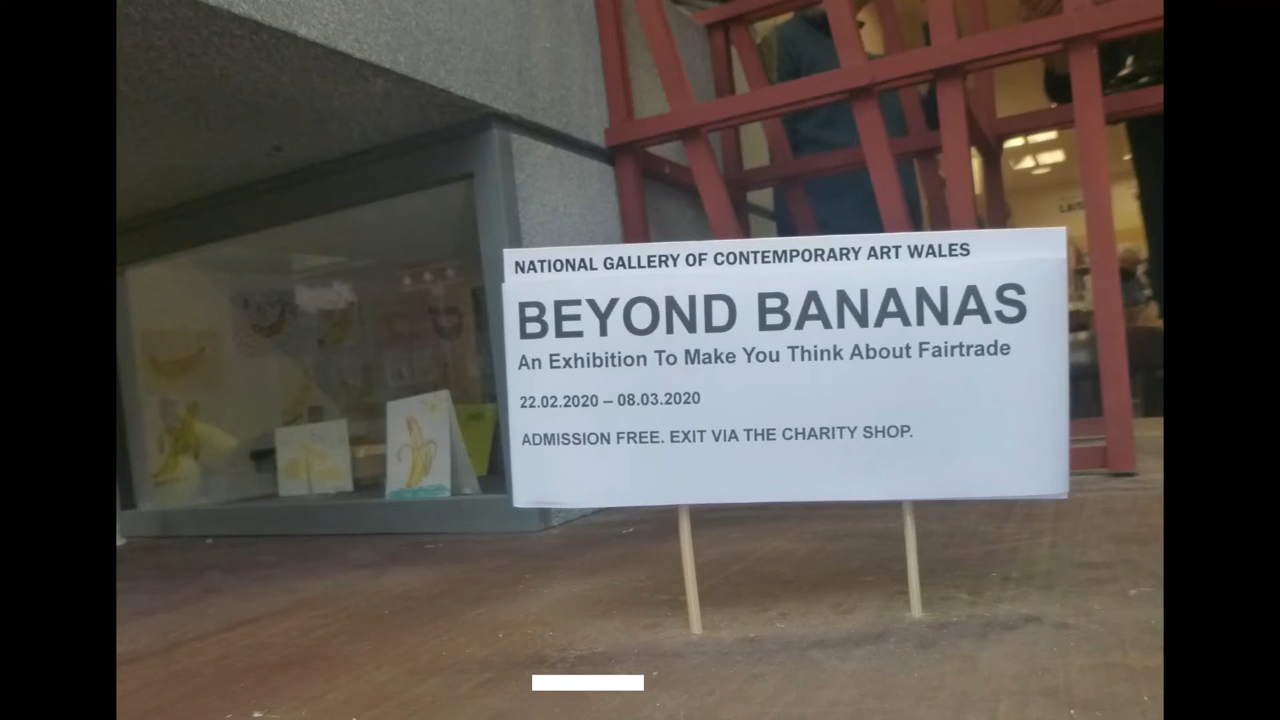 NATIONAL GALLERY OF CONTEMPORARY ART WALES
BEYOND BANANAS
An Exhibition To Make You Think About Fairtrade
22.02.2020 – 08.03.2020
ADMISSION FREE. EXIT VIA THE CHARITY SHOP.